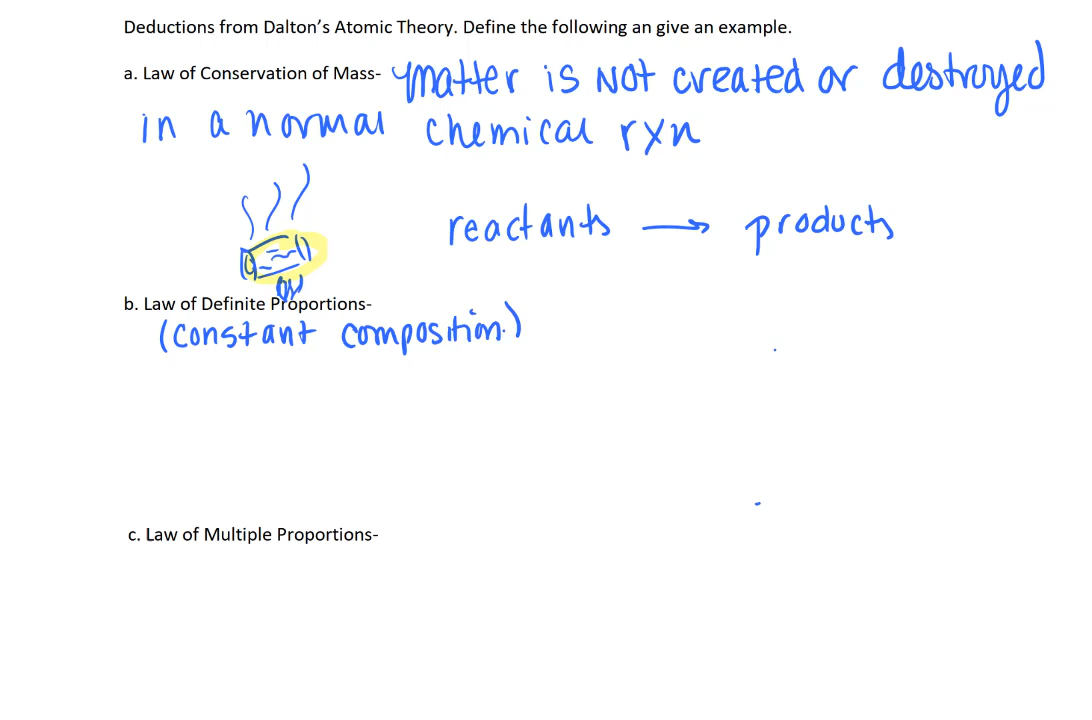 Deductions from Dalton's Atomic Theory. Define the following an give an example.
a. Law of Conservation of Mass- matter is NOT created or destroyed
in a normal chemical rxn
reactants → products
b. Law of Definite Proportions-
(constant composition.)
c. Law of Multiple Proportions-